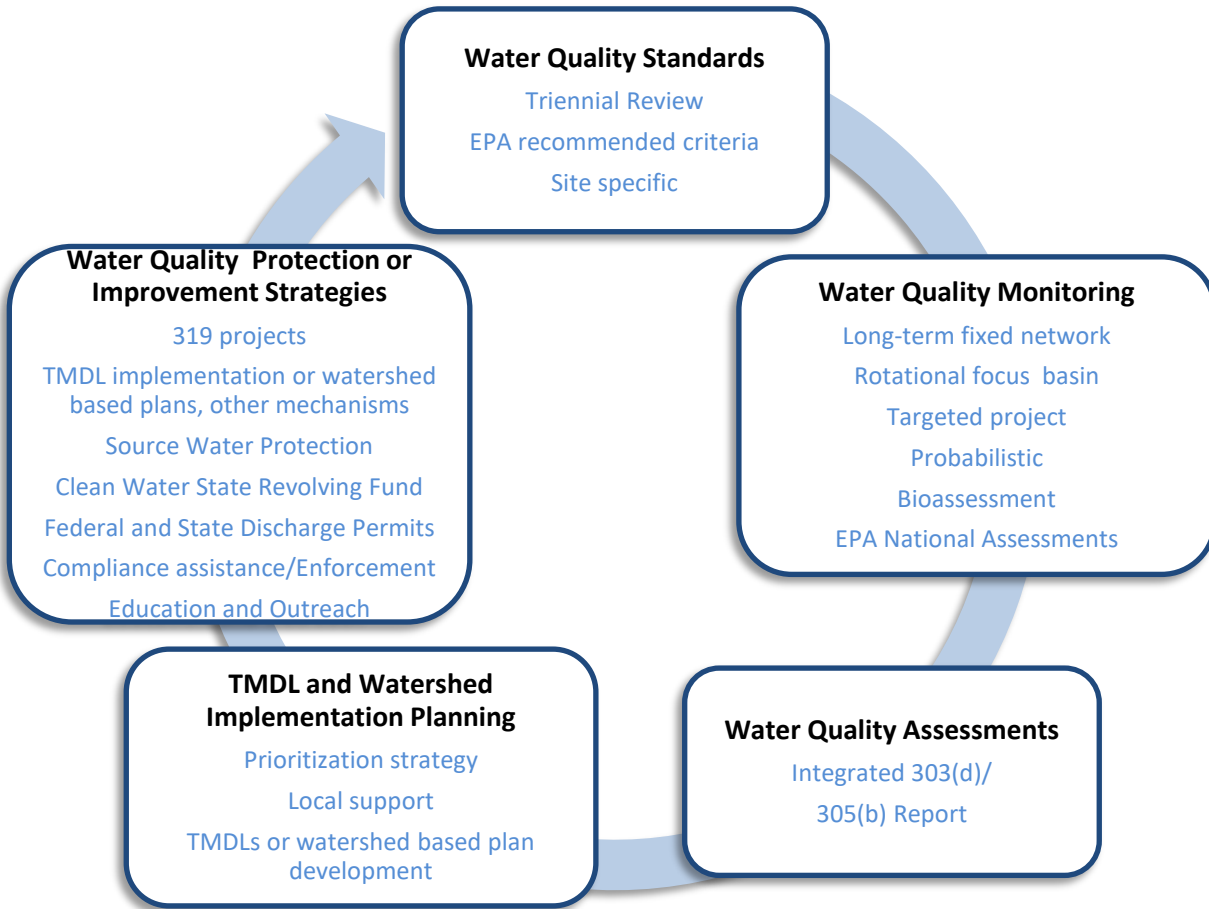 Water Quality Standards
Triennial Review
EPA recommended criteria
Site specific
Water Quality Monitoring
Long-term fixed network
Rotational focus basin
Targeted project
Probabilistic
Bioassessment
EPA National Assessments
Water Quality Assessments
Integrated 303(d)/
305(b) Report
TMDL and Watershed
Implementation Planning
Prioritization strategy
Local support
TMDLs or watershed based plan
development
Water Quality Protection or
Improvement Strategies
319 projects
TMDL implementation or watershed
based plans, other mechanisms
Source Water Protection
Clean Water State Revolving Fund
Federal and State Discharge Permits
Compliance assistance/Enforcement
Education and Outreach